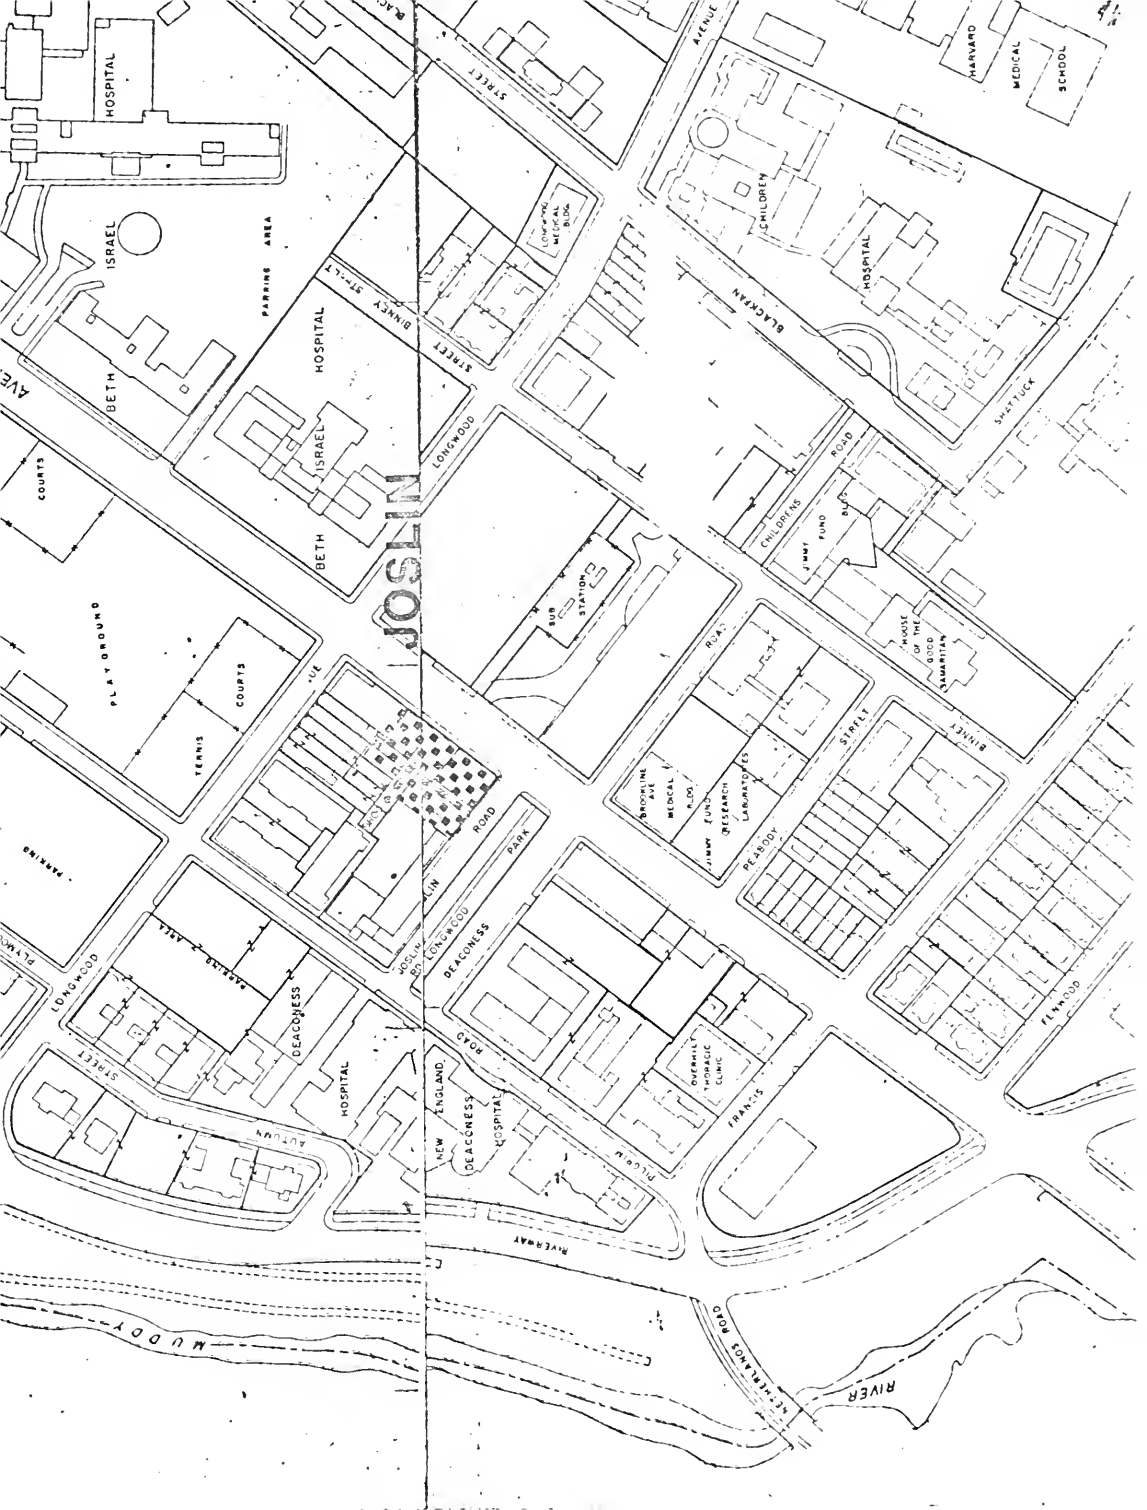 HOSPITAL
STREET
AVENUE
HARVARD
MEDICAL
SCHOOL
ISRAEL
PARKING AREA
LONGWOOD
MEDICAL
BLDG.
CHILDREN
HOSPITAL
BINNEY
STREET
BLACKFAN
SHATTUCK
BETH
HOSPITAL
ISRAEL
BETH
LONGWOOD
AVE
COURTS
JOSLIN
CHILDRENS ROAD
JIMMY
FUND
BLDG
SUB
STATION
HOUSE
OF THE
GOOD
SAMARITAN
PLAYGROUND
TENNIS
COURTS
UE
ROAD
STREET
BINNEY
BROOKLINE
AVE
MEDICAL
BLDG.
JIMMY FUND
RESEARCH
LABORATORIES
PEABODY
ROAD
JOSLIN
PARK
LONGWOOD
DEACONESS
ROAD
PARKING
LONGWOOD
PARKING
AREA
DEACONESS
HOSPITAL
STREET
AUTUMN
NEW ENGLAND
DEACONESS
HOSPITAL
OVERHILT
THORACIC
CLINIC
FRANCIS
FENWOOD
PILGRIM
RIVERWAY
MUDDY
NETHERLANDS ROAD
RIVER